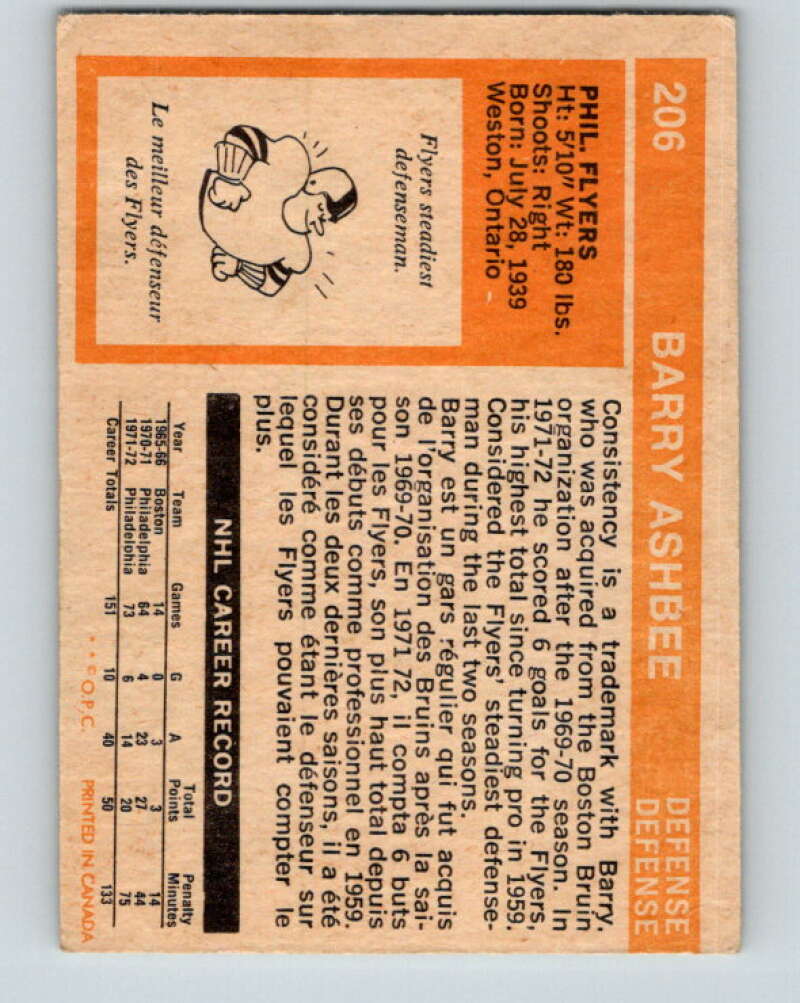 206 BARRY ASHBEE DEFENSE
DEFENSE
PHIL. FLYERS
Ht: 5'10" Wt: 180 lbs.
Shoots: Right
Born: July 28, 1939
Weston, Ontario
Flyers steadiest
defenseman.
Le meilleur défenseur
des Flyers.
Consistency is a trademark with Barry.
who was acquired from the Boston Bruin
organization after the 1969-70 season. In
1971-72 he scored 6 goals for the Flyers,
his highest total since turning pro in 1959.
Considered the Flyers' steadiest defense-
man during the last two seasons.
Barry est un gars régulier qui fut acquis
de l'organisation des Bruins après la sai-
son 1969-70. En 1971 72, il compta 6 buts
pour les Flyers, son plus haut total depuis
ses débuts comme professionnel en 1959.
Durant les deux dernières saisons, il a été
considéré comme étant le défenseur sur
lequel les Flyers pouvaient compter le
plus.
NHL CAREER RECORD
Year Team Games G A Total Points Penalty Minutes
1965-66 Boston 14 0 3 3 14
1970-71 Philadelphia 64 4 23 27 44
1971-72 Philadelphia 73 6 14 20 75
Career Totals 151 10 40 50 133
* * © O.P.C. PRINTED IN CANADA